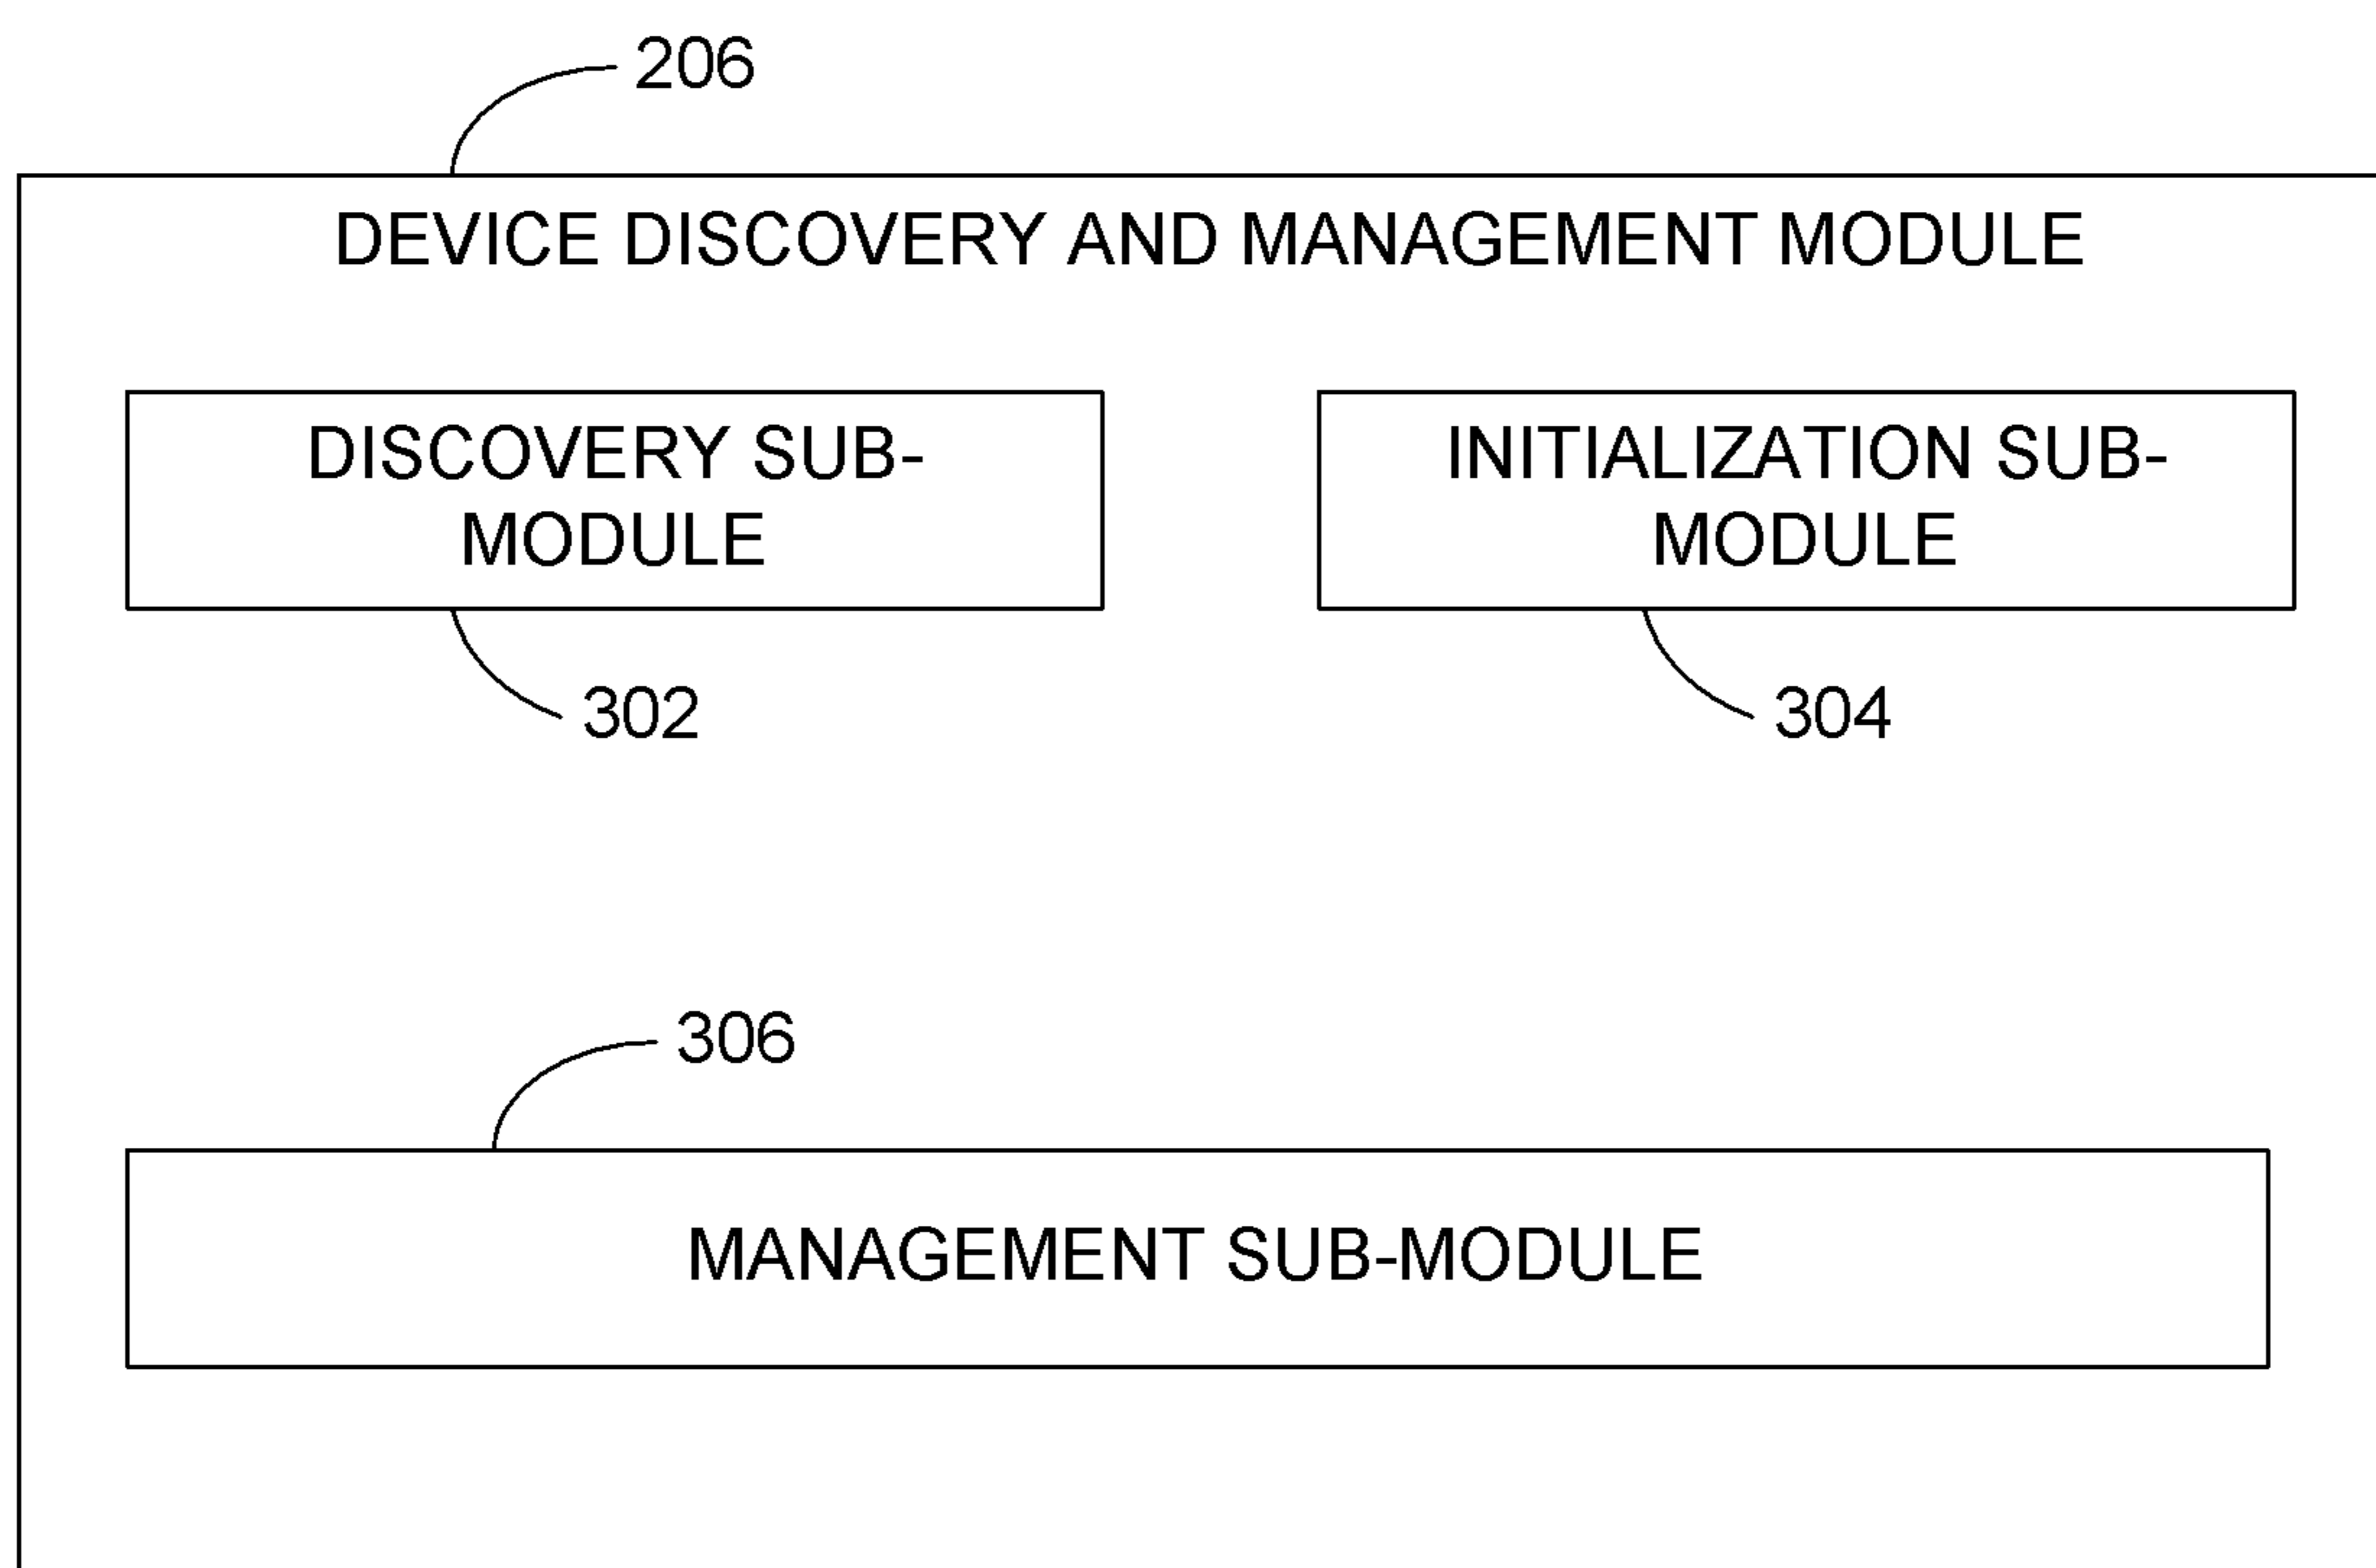 206
DEVICE DISCOVERY AND MANAGEMENT MODULE
DISCOVERY SUB-
MODULE
INITIALIZATION SUB-
MODULE
302
304
306
MANAGEMENT SUB-MODULE